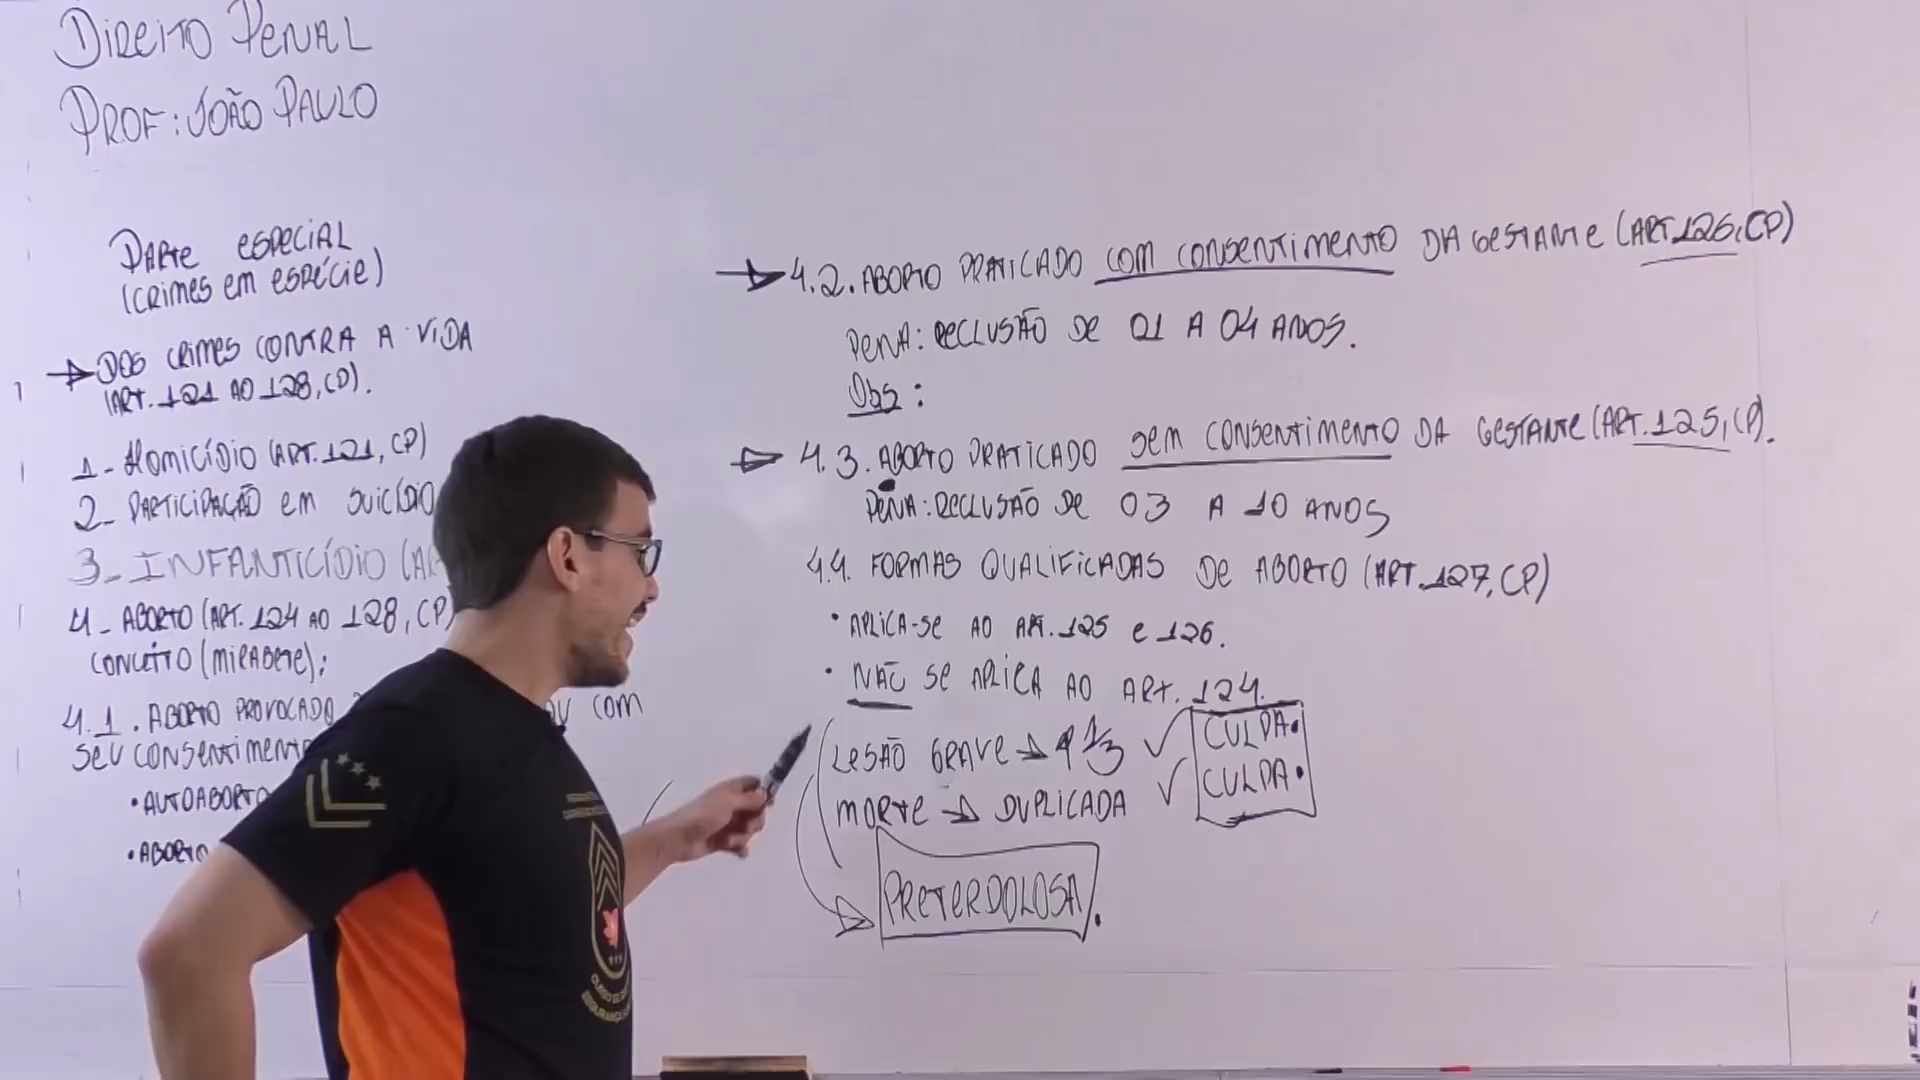 DIREITO PENAL
PROF: JOÃO PAULO
PARTE ESPECIAL
(CRIMES EM ESPÉCIE)
DOS CRIMES CONTRA A VIDA
(ART. 121 AO 128, CP).
1- HOMICÍDIO (ART. 121, CP)
2- PARTICIPAÇÃO EM SUICÍDIO
3- INFANTICÍDIO (AR
4- ABORTO (ART. 124 AO 128, CP)
CONCEITO (MIRABETE):
4.1. ABORTO PROVOCADO OU COM
SEU CONSENTIMENTO
• AUTOABORTO
• ABORTO
4.2. ABORTO PRATICADO COM CONSENTIMENTO DA GESTANTE (ART. 126, CP)
PENA: RECLUSÃO DE 01 A 04 ANOS.
OBS:
4.3. ABORTO PRATICADO SEM CONSENTIMENTO DA GESTANTE (ART. 125, CP).
PENA: RECLUSÃO DE 03 A 10 ANOS
4.4. FORMAS QUALIFICADAS DE ABORTO (ART. 127, CP)
• APLICA-SE AO ART. 125 E 126.
• NÃO SE APLICA AO ART. 124.
LESÃO GRAVE → 1/3 ✓ CULPA.
MORTE → DUPLICADA ✓ CULPA.
PRETERDOLOSA.